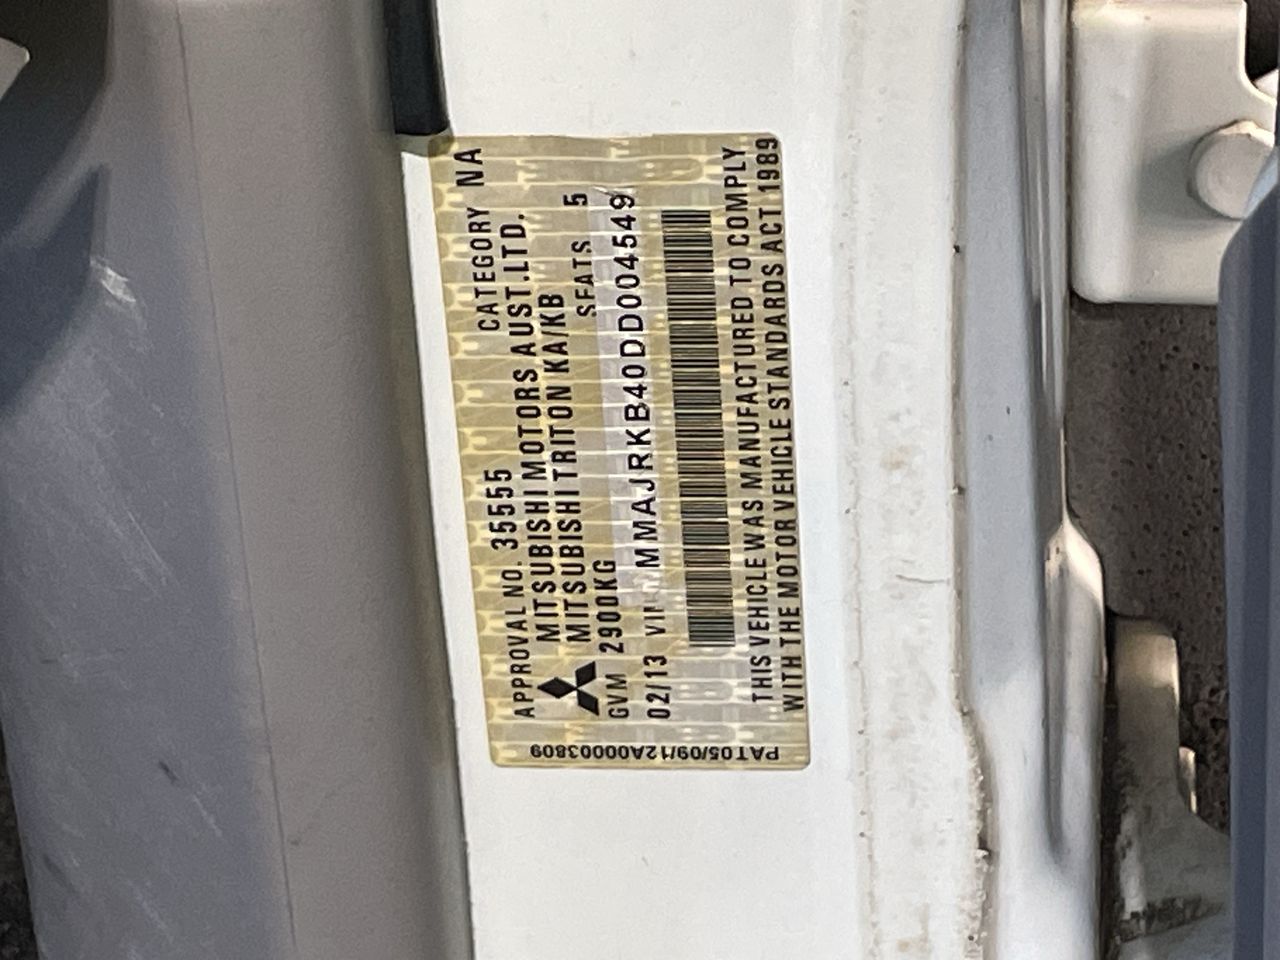 APPROVAL NO. 35555 CATEGORY NA
MITSUBISHI MOTORS AUST.LTD.
MITSUBISHI TRITON KA/KB
GVM 2900KG SEATS 5
02/13 VIN MMAJRKB40DD004549
THIS VEHICLE WAS MANUFACTURED TO COMPLY
WITH THE MOTOR VEHICLE STANDARDS ACT 1989
PAT05/09/12A00003809